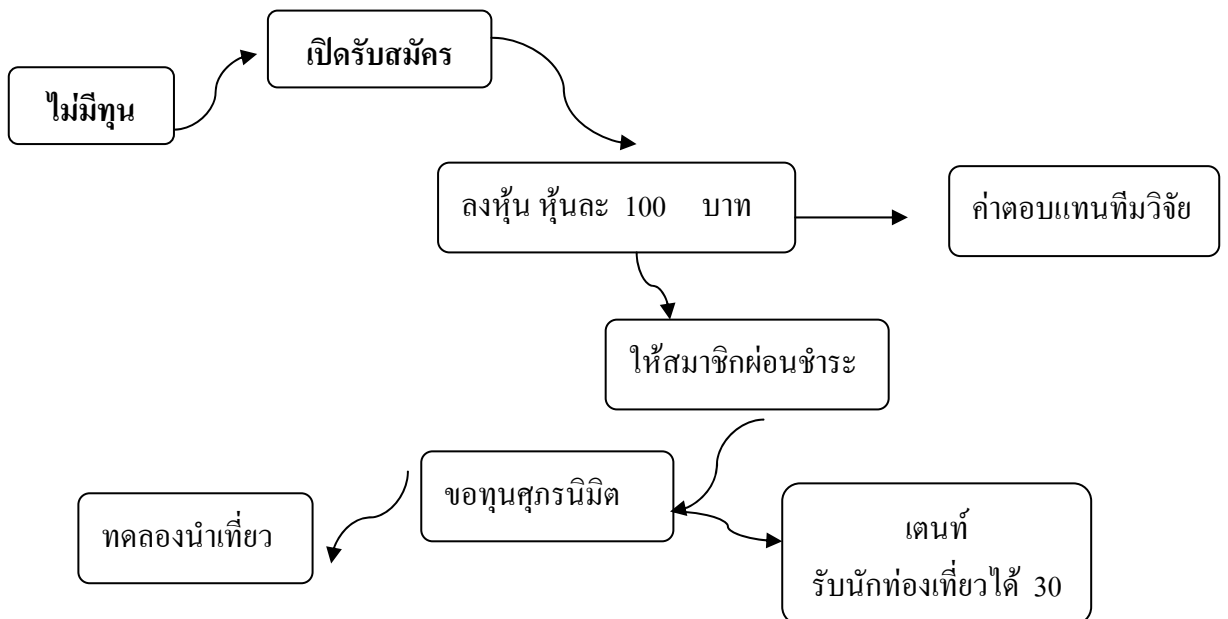 เปิดรับสมัคร
ไม่มีทุน
ลงหุ้น หุ้นละ 100 บาท
ค่าตอบแทนทีมวิจัย
ให้สมาชิกผ่อนชำระ
ขอทุนศุภรนิมิต
ทดลองนำเที่ยว
เตนท์
รับนักท่องเที่ยวได้ 30